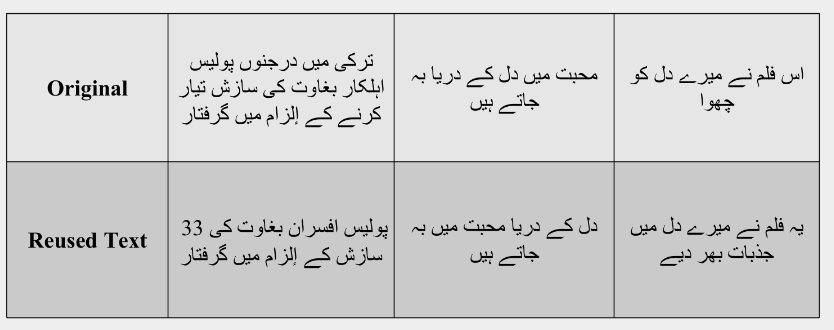 Original
ترکی میں درجنوں پولیس
اہلکار بغاوت کی سازش تیار
کرنے کے إلزام میں گرفتار
محبت میں دل کے دریا بہ
جاتے ہیں
اس فلم نے میرے دل کو
چھوا
Reused Text
پولیس افسران بغاوت کی 33
سازش کے إلزام میں گرفتار
دل کے دریا محبت میں بہ
جاتے ہیں
یہ فلم نے میرے دل میں
جذبات بھر دیے